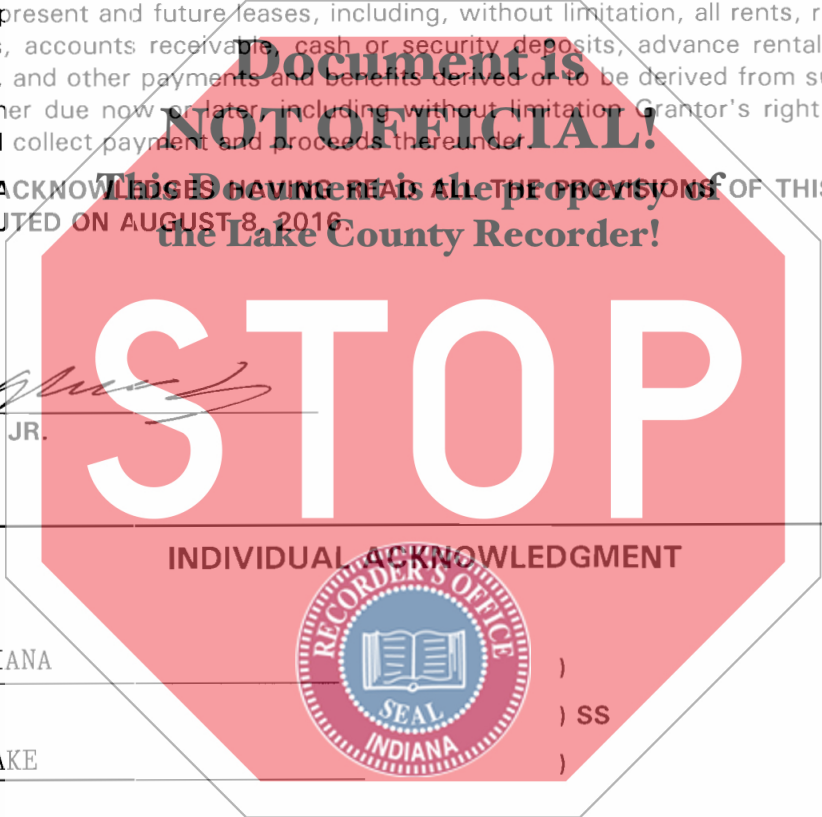 present and future leases, including, without limitation, all rents, r
s, accounts receivable, cash or security deposits, advance rental
, and other payments and benefits derived or to be derived from su
ner due now or later, including without limitation Grantor's right
l collect payment and proceeds thereunder.
ACKNOWLEDGES HAVING READ ALL THE PROVISIONS OF THIS
UTED ON AUGUST 8, 2016.
Document is
NOT OFFICIAL!
This Document is the property of
the Lake County Recorder!
STOP
JR.
INDIVIDUAL ACKNOWLEDGMENT
RECORDER'S OFFICE
SEAL
INDIANA
IANA )
) SS
AKE )